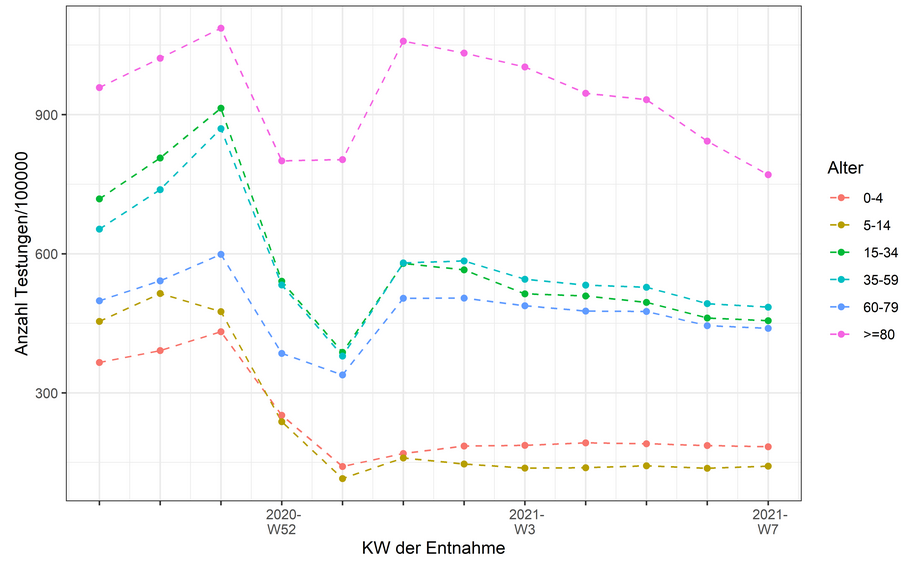 900
600
300
Anzahl Testungen/100000
2020-
W52
2021-
W3
2021-
W7
KW der Entnahme
Alter
0-4
5-14
15-34
35-59
60-79
>=80